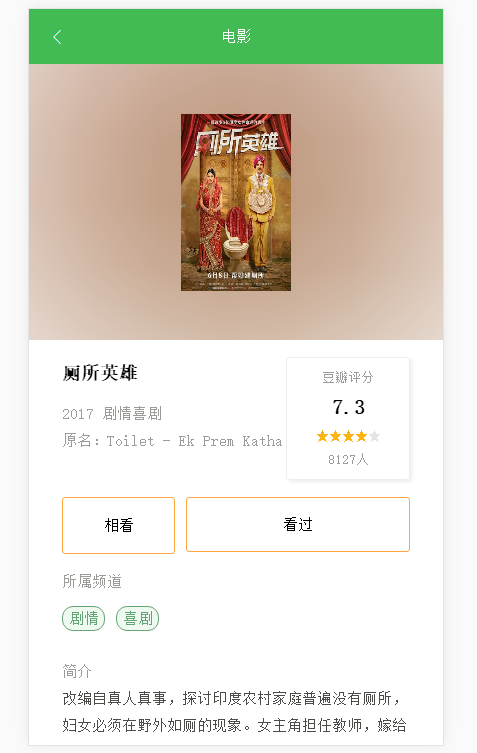 电影
厕所英雄
6月8日
厕所英雄
2017 剧情喜剧
原名：Toilet - Ek Prem Katha
豆瓣评分
7.3
8127人
相看
看过
所属频道
剧情
喜剧
简介
改编自真人真事，探讨印度农村家庭普遍没有厕所，
妇女必须在野外如厕的现象。女主角担任教师，嫁给